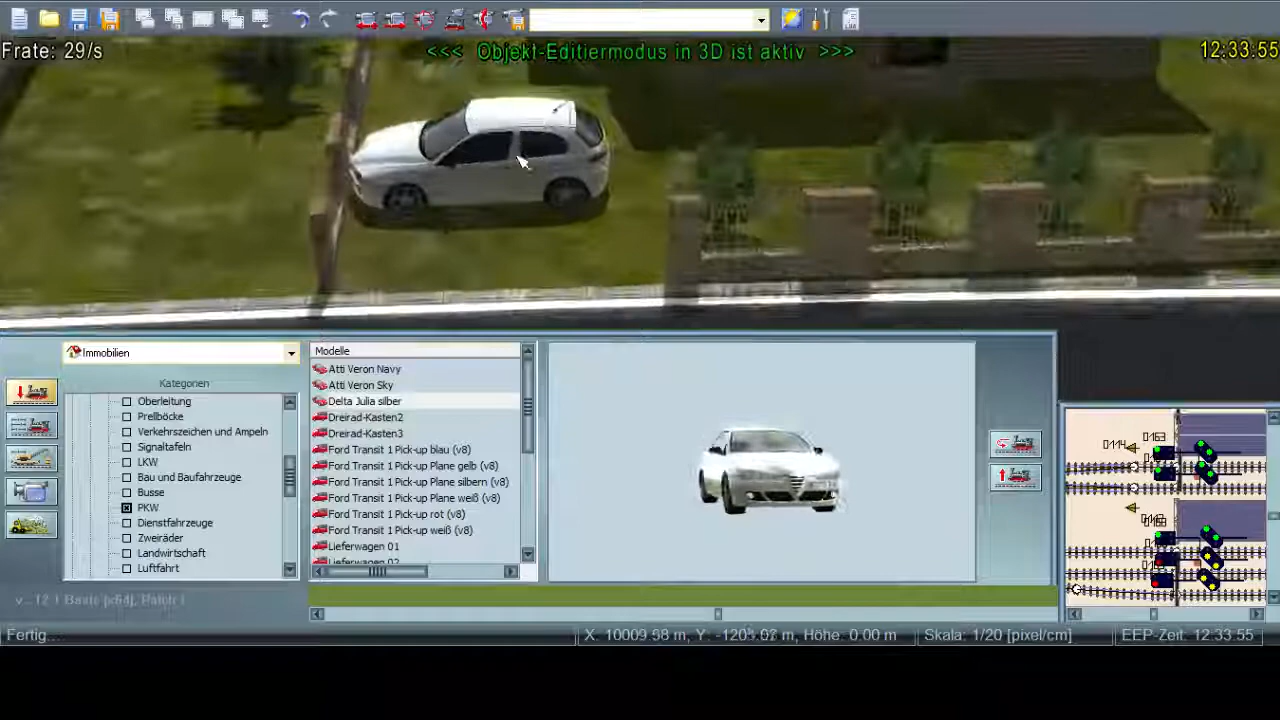 Frate: 29/s
<<< Objekt-Editiermodus in 3D ist aktiv >>>
12:33:55
Immobilien
Kategorien
Oberleitung
Prellböcke
Verkehrszeichen und Ampeln
Signaltafeln
LKW
Bau und Baufahrzeuge
Busse
PKW
Dienstfahrzeuge
Zweiräder
Landwirtschaft
Luftfahrt
Modelle
Atti Veron Navy
Atti Veron Sky
Delta Julia silber
Dreirad-Kasten2
Dreirad-Kasten3
Ford Transit 1 Pick-up blau (v8)
Ford Transit 1 Pick-up Plane gelb (v8)
Ford Transit 1 Pick-up Plane silbern (v8)
Ford Transit 1 Pick-up Plane weiß (v8)
Ford Transit 1 Pick-up rot (v8)
Ford Transit 1 Pick-up weiß (v8)
Lieferwagen 01
Lieferwagen 02
0114
0163
Fertig...
Skala: 1/20 [pixel/cm]
EEP-Zeit: 12:33:55